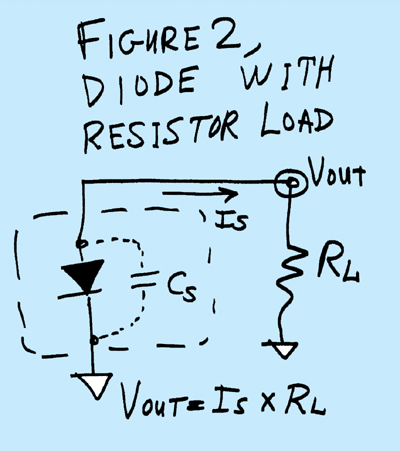 FIGURE 2,
DIODE WITH
RESISTOR LOAD
VOUT
IS
RL
CS
VOUT = IS × RL